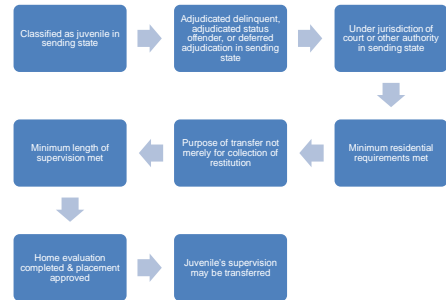 Classified as juvenile in
sending state
Adjudicated delinquent,
adjudicated status
offender, or deferred
adjudication in sending
state
Under jurisdiction of
court or other authority
in sending state
Minimum residential
requirements met
Purpose of transfer not
merely for collection of
restitution
Minimum length of
supervision met
Home evaluation
completed & placement
approved
Juvenile's supervision
may be transferred